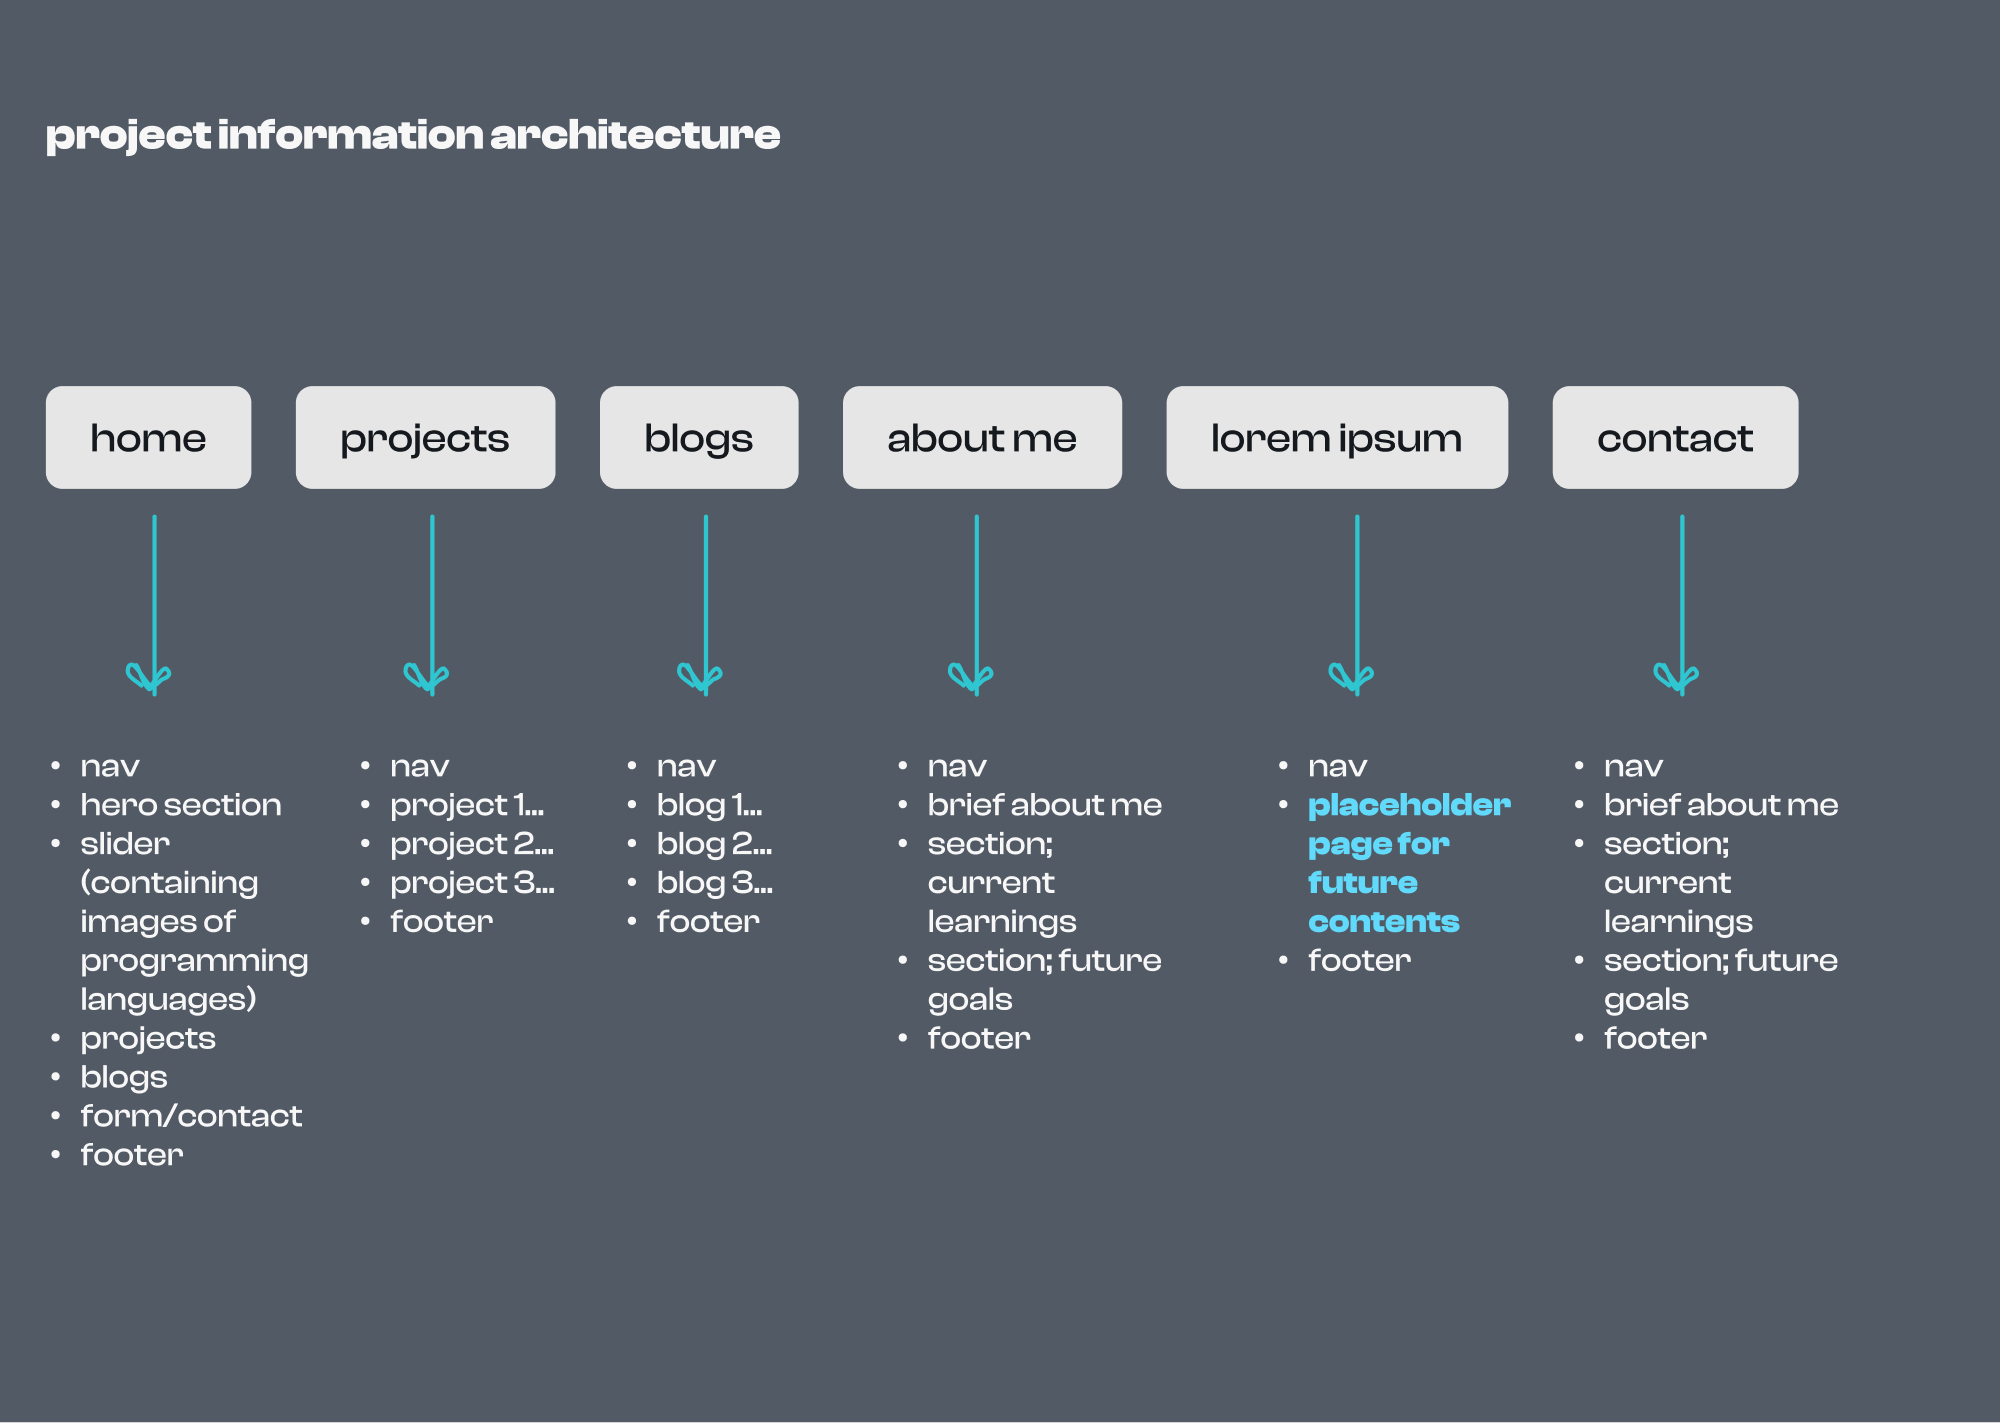 project information architecture
home
projects
blogs
about me
lorem ipsum
contact
• nav
• hero section
• slider
(containing
images of
programming
languages)
• projects
• blogs
• form/contact
• footer
• nav
• project 1...
• project 2...
• project 3...
• footer
• nav
• blog 1...
• blog 2...
• blog 3...
• footer
• nav
• brief about me
• section;
current
learnings
• section; future
goals
• footer
• nav
• placeholder
page for
future
contents
• footer
• nav
• brief about me
• section;
current
learnings
• section; future
goals
• footer